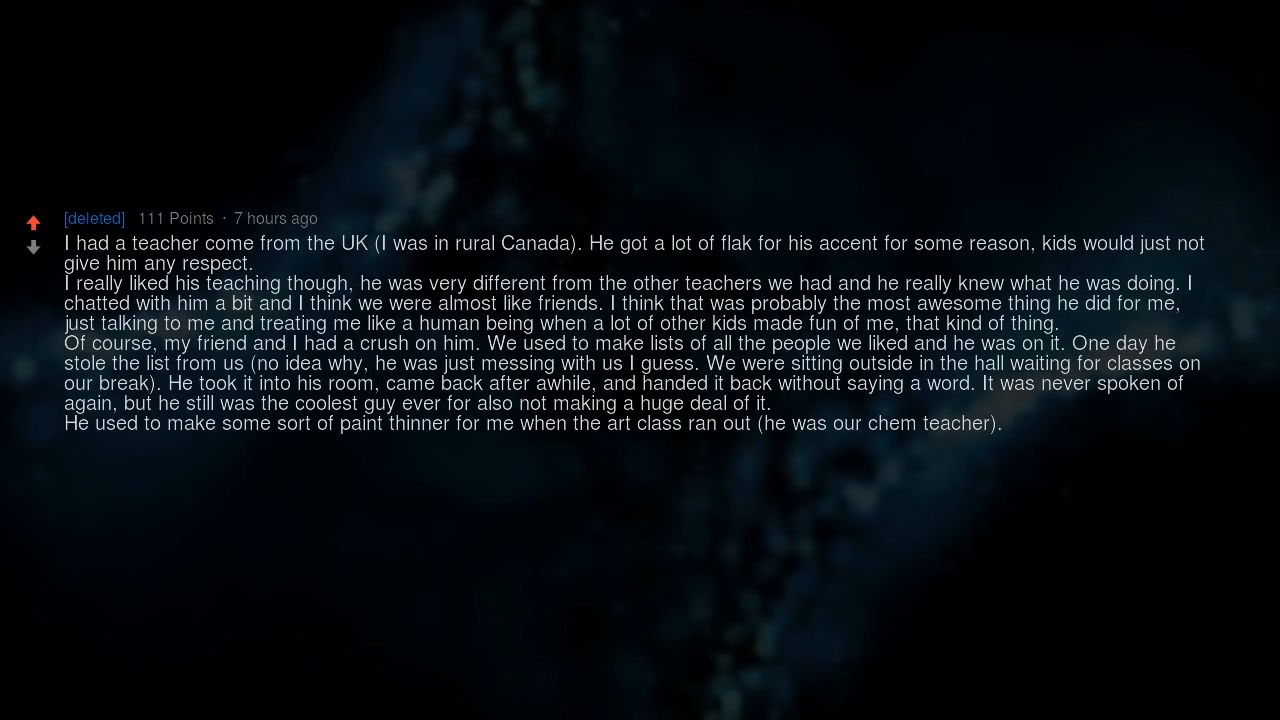 [deleted] 111 Points · 7 hours ago
I had a teacher come from the UK (I was in rural Canada). He got a lot of flak for his accent for some reason, kids would just not
give him any respect.
I really liked his teaching though, he was very different from the other teachers we had and he really knew what he was doing. I
chatted with him a bit and I think we were almost like friends. I think that was probably the most awesome thing he did for me,
just talking to me and treating me like a human being when a lot of other kids made fun of me, that kind of thing.
Of course, my friend and I had a crush on him. We used to make lists of all the people we liked and he was on it. One day he
stole the list from us (no idea why, he was just messing with us I guess. We were sitting outside in the hall waiting for classes on
our break). He took it into his room, came back after awhile, and handed it back without saying a word. It was never spoken of
again, but he still was the coolest guy ever for also not making a huge deal of it.
He used to make some sort of paint thinner for me when the art class ran out (he was our chem teacher).